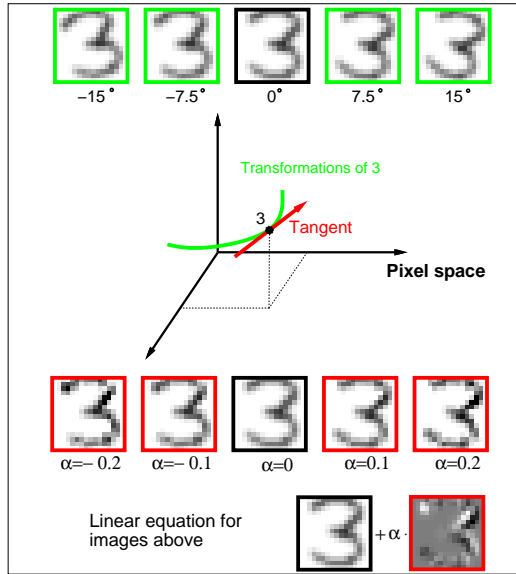 −15° −7.5° 0° 7.5° 15°
Transformations of 3
3
Tangent
Pixel space
α=− 0.2 α=− 0.1 α=0 α=0.1 α=0.2
Linear equation for
images above
+ α ·